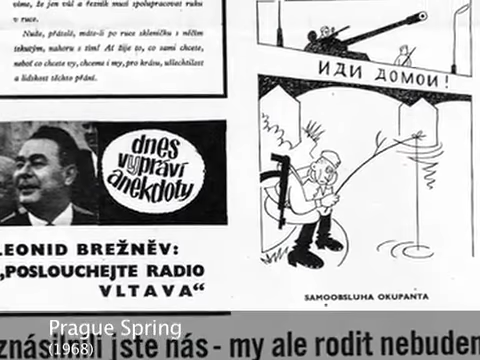 víme, že jen vůl a řezník musí spolupracovat ruku
v ruce.
Nuže, přátelé, máte-li po ruce skleničku s něčím
tekutým, nahoru s tím! Ať žije to, co sami chcete,
neboť co chcete vy, chceme i my, pro krásu, ušlechtilost
a lidskost těchto přání.
ИДИ ДОМОЙ!
dnes
vypráví
anekdoty
LEONID BREŽNĚV:
„POSLOUCHEJTE RADIO
VLTAVA“
SAMOOBSLUHA OKUPANTA
znásilnili jste nás - my ale rodit nebudem
Prague Spring
(1968)